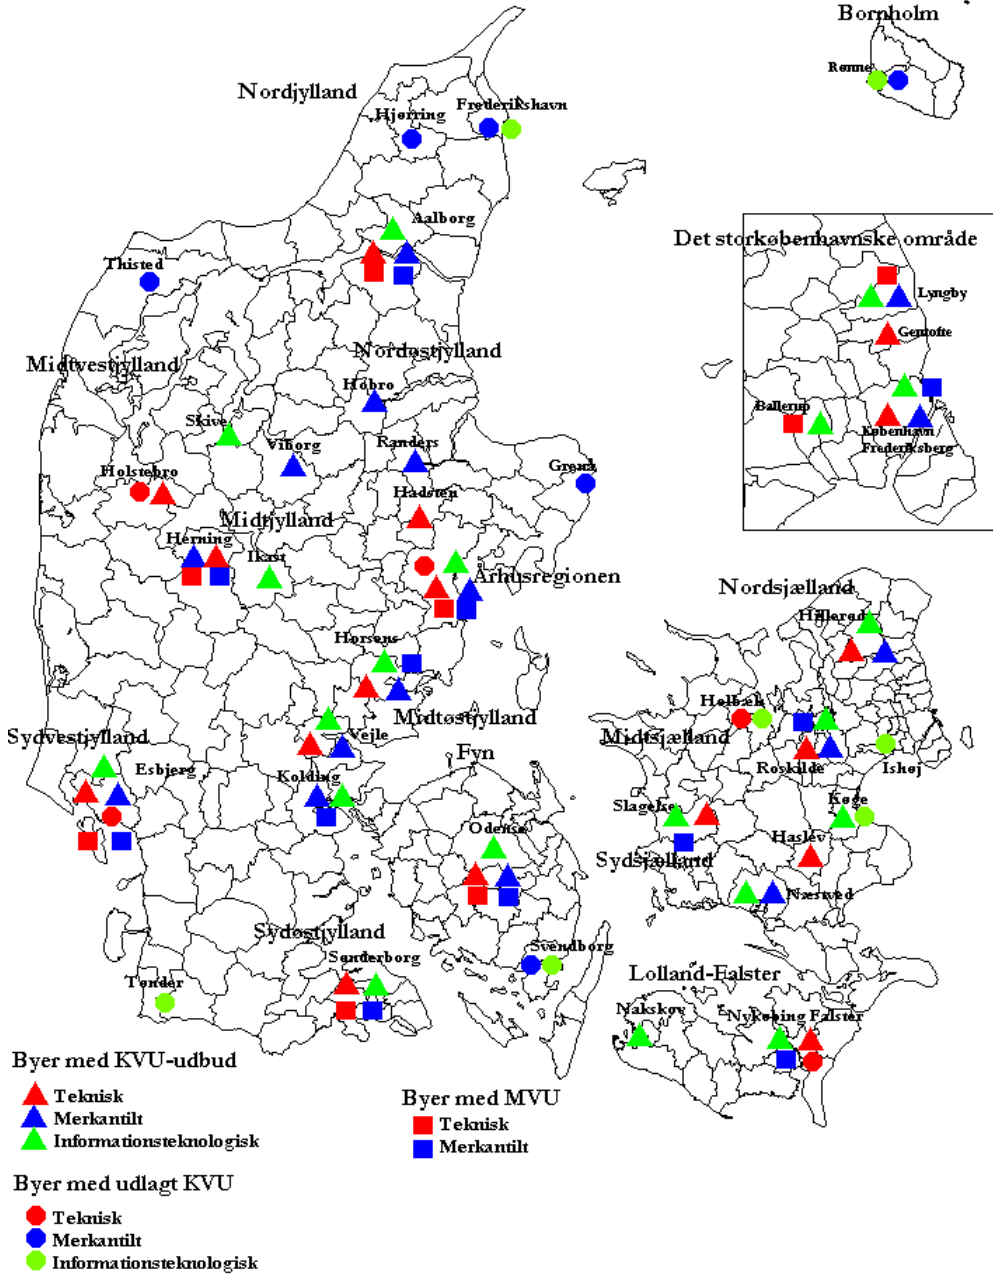 Bornholm
Rønne
Nordjylland
Frederikshavn
Hjørring
Aalborg
Det storkøbenhavnske område
Thisted
Lyngby
Gentofte
Nordøstjylland
Midtvestjylland
Hobro
Ballerup
Skive
København/
Frederiksberg
Viborg
Randers
Holstebro
Grenå
Hadsten
Midtjylland
Herning
Ikast
Århusregionen
Nordsjælland
Hillerød
Horsens
Holbæk
Midtøstjylland
Vejle
Sydvestjylland
Midtsjælland
Fyn
Esbjerg
Kolding
Roskilde
Ishøj
Slagelse
Køge
Odense
Haslev
Sydsjælland
Næstved
Sydøstjylland
Svendborg
Sønderborg
Tønder
Lolland-Falster
Nakskov
Nykøbing Falster
Byer med KVU-udbud
Teknisk
Merkantilt
Informationsteknologisk
Byer med MVU
Teknisk
Merkantilt
Byer med udlagt KVU
Teknisk
Merkantilt
Informationsteknologisk